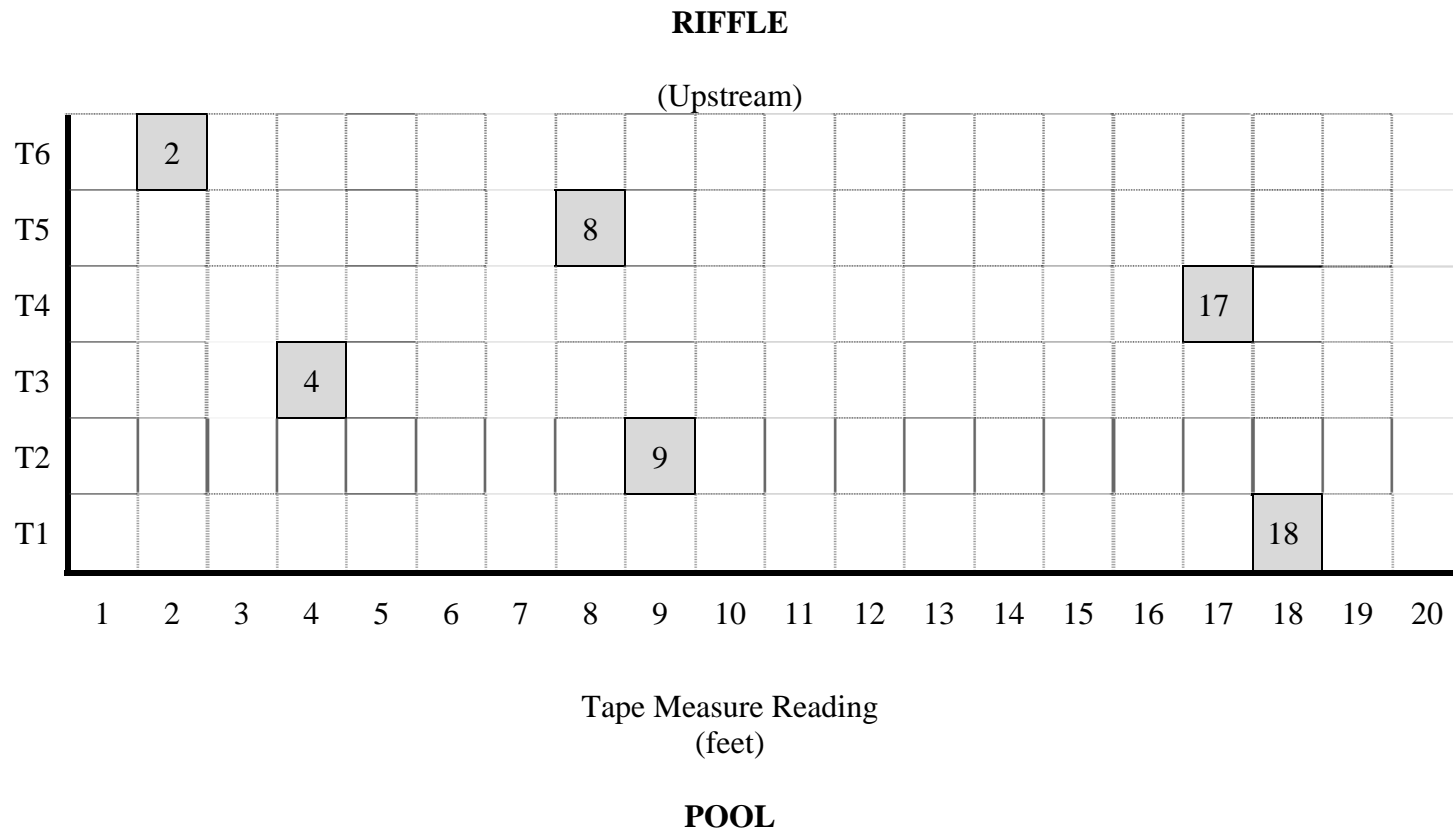 RIFFLE
(Upstream)
T6 2
T5 8
T4 17
T3 4
T2 9
T1 18
1 2 3 4 5 6 7 8 9 10 11 12 13 14 15 16 17 18 19 20
Tape Measure Reading
(feet)
POOL